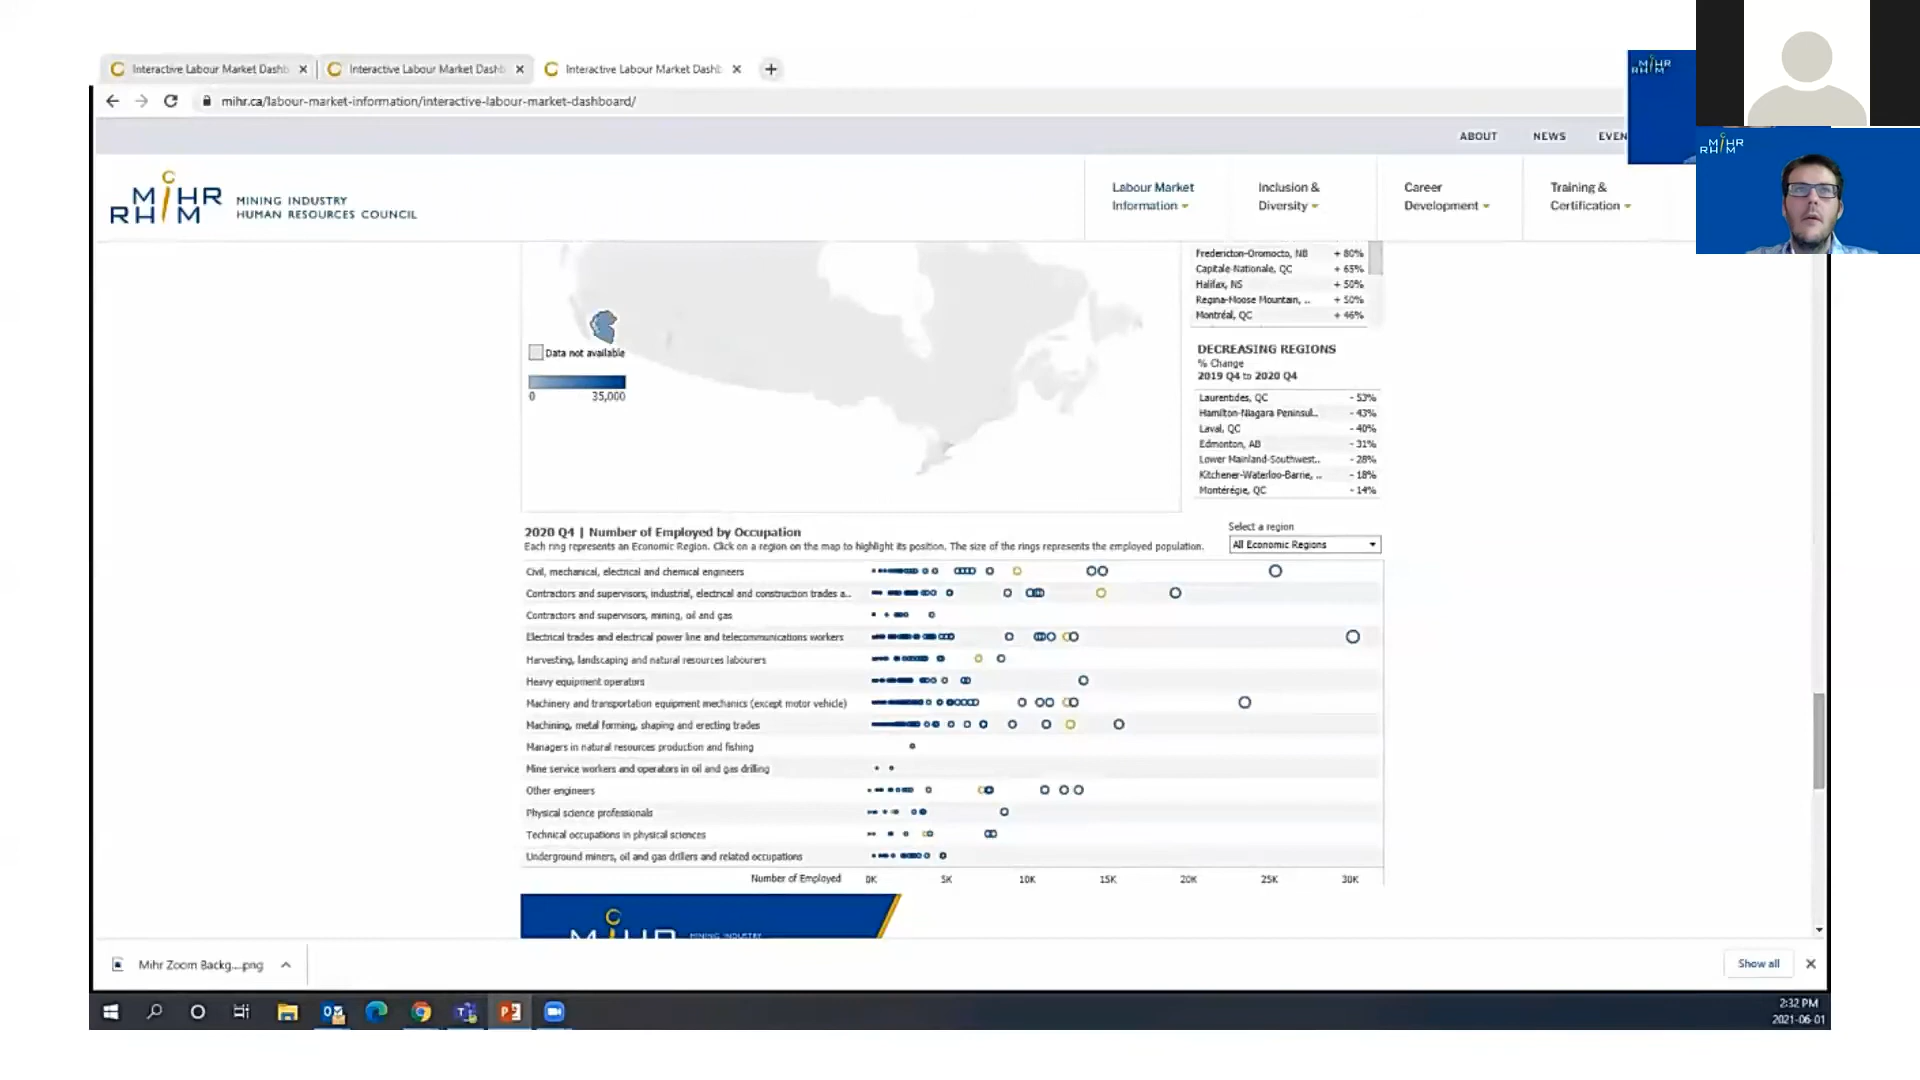 Interactive Labour Market Dashb
Interactive Labour Market Dashb
Interactive Labour Market Dashb
mihr.ca/labour-market-information/interactive-labour-market-dashboard/
ABOUT NEWS EVEN
MiHR
RHiM
MINING INDUSTRY
HUMAN RESOURCES COUNCIL
Labour Market
Information
Inclusion &
Diversity
Career
Development
Training &
Certification
MiHR
RHiM
MiHR
RHiM
Fredericton-Oromocto, NB + 80%
Capitale-Nationale, QC + 65%
Halifax, NS + 50%
Regina-Moose Mountain, .. + 50%
Montréal, QC + 46%
Data not available
0 35,000
DECREASING REGIONS
% Change
2019 Q4 to 2020 Q4
Laurentides, QC - 53%
Hamilton-Niagara Peninsul.. - 43%
Laval, QC - 40%
Edmonton, AB - 31%
Lower Mainland-Southwest.. - 28%
Kitchener-Waterloo-Barrie, .. - 18%
Montérégie, QC - 14%
2020 Q4 | Number of Employed by Occupation
Each ring represents an Economic Region. Click on a region on the map to highlight its position. The size of the rings represents the employed population.
Select a region
All Economic Regions
Civil, mechanical, electrical and chemical engineers
Contractors and supervisors, industrial, electrical and construction trades a..
Contractors and supervisors, mining, oil and gas
Electrical trades and electrical power line and telecommunications workers
Harvesting, landscaping and natural resources labourers
Heavy equipment operators
Machinery and transportation equipment mechanics (except motor vehicle)
Machining, metal forming, shaping and erecting trades
Managers in natural resources production and fishing
Mine service workers and operators in oil and gas drilling
Other engineers
Physical science professionals
Technical occupations in physical sciences
Underground miners, oil and gas drillers and related occupations
Number of Employed 0K 5K 10K 15K 20K 25K 30K
MiHR MINING INDUSTRY
Mihr Zoom Backg....png
Show all
2:32 PM
2021-06-01